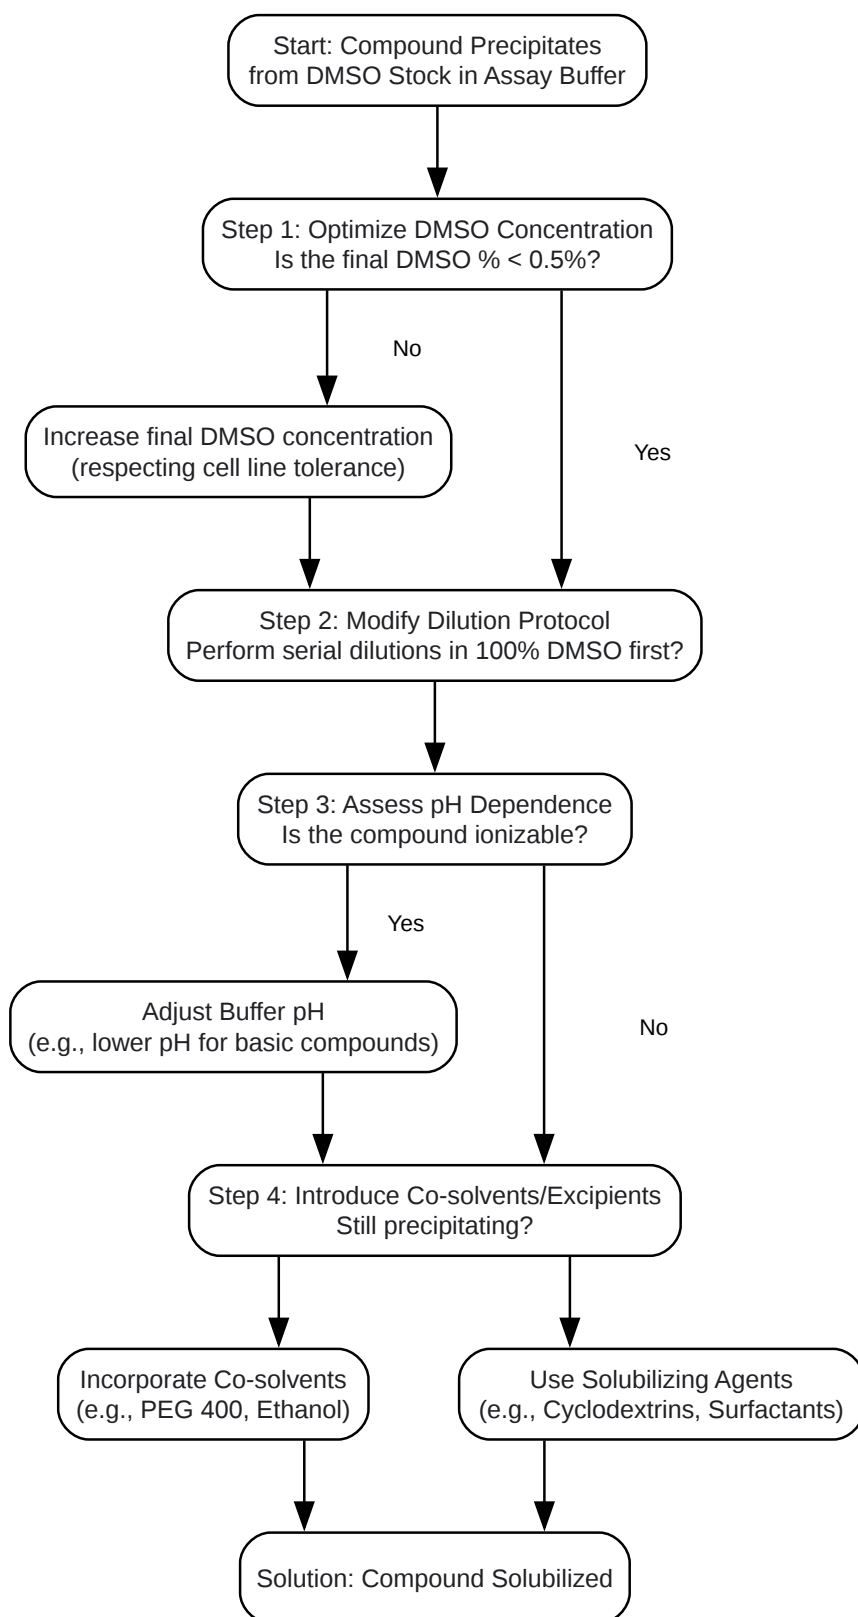 Start: Compound Precipitates
from DMSO Stock in Assay Buffer
Step 1: Optimize DMSO Concentration
Is the final DMSO % < 0.5%?
No
Increase final DMSO concentration
(respecting cell line tolerance)
Yes
Step 2: Modify Dilution Protocol
Perform serial dilutions in 100% DMSO first?
Step 3: Assess pH Dependence
Is the compound ionizable?
Yes
Adjust Buffer pH
(e.g., lower pH for basic compounds)
No
Step 4: Introduce Co-solvents/Excipients
Still precipitating?
Incorporate Co-solvents
(e.g., PEG 400, Ethanol)
Use Solubilizing Agents
(e.g., Cyclodextrins, Surfactants)
Solution: Compound Solubilized